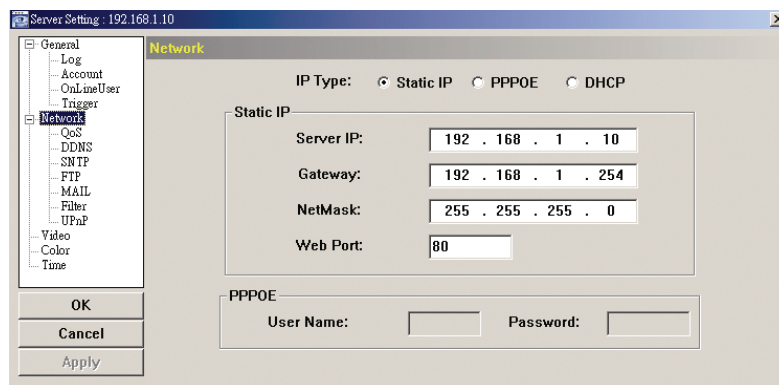 Server Setting : 192.168.1.10
General
Log
Account
OnLineUser
Trigger
Network
QoS
DDNS
SNTP
FTP
MAIL
Filter
UPnP
Video
Color
Time
OK
Cancel
Apply
Network
IP Type: Static IP PPPOE DHCP
Static IP
Server IP: 192 . 168 . 1 . 10
Gateway: 192 . 168 . 1 . 254
NetMask: 255 . 255 . 255 . 0
Web Port: 80
PPPOE
User Name: Password: